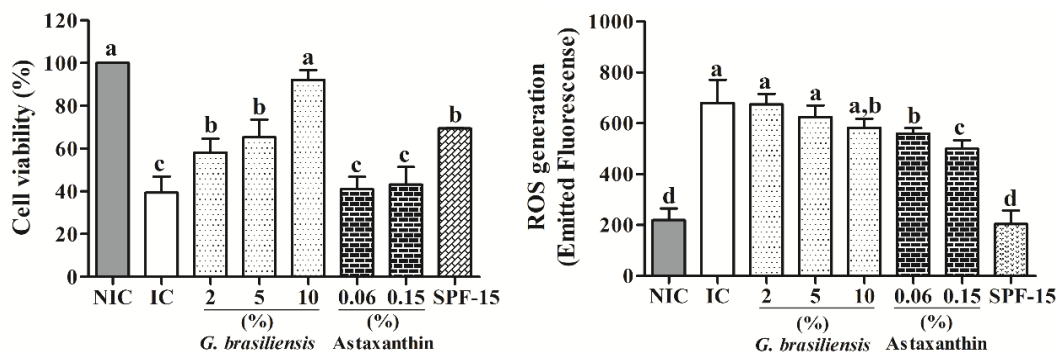 Cell viability (%)
120
100
80
60
40
20
0
a
c
b
b
a
c
c
b
NIC IC 2 5 10 0.06 0.15 SPF-15
(%) (%)
G. brasiliensis Astaxanthin
ROS generation
(Emitted Fluorescense)
1000
800
600
400
200
0
d
a
a
a
a,b
b
c
d
NIC IC 2 5 10 0.06 0.15 SPF-15
(%) (%)
G. brasiliensis Astaxanthin